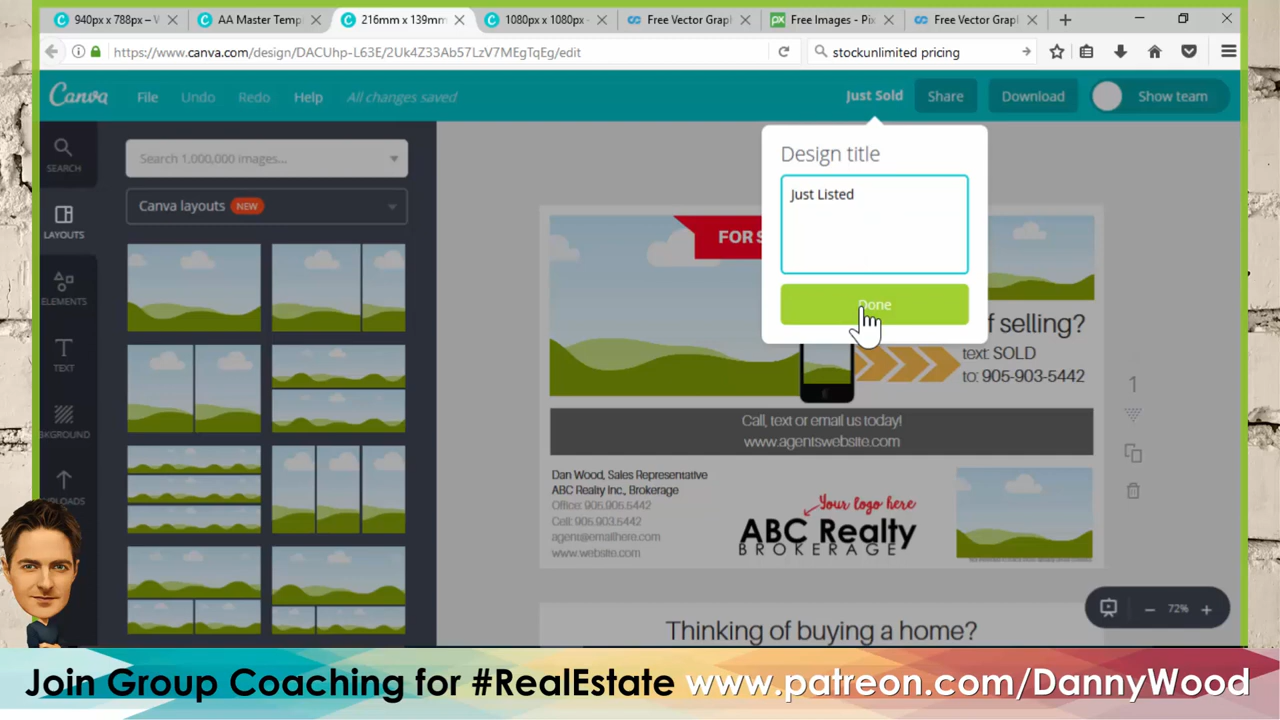 940px x 788px – W
AA Master Temp
216mm x 139mm
1080px x 1080px -
Free Vector Grap
Free Images - Pix
Free Vector Grap
https://www.canva.com/design/DACUhp-L63E/2Uk4Z33Ab57LzV7MEgTqEg/edit
stockunlimited pricing
Canva
File
Undo
Redo
Help
All changes saved
Just Sold
Share
Download
Show team
SEARCH
LAYOUTS
ELEMENTS
TEXT
BKGROUND
Search 1,000,000 images...
Canva layouts NEW
Design title
Just Listed
Done
FOR S
f selling?
text: SOLD
to: 905-903-5442
Call, text or email us today!
www.agentswebsite.com
Dan Wood, Sales Representative
ABC Realty Inc., Brokerage
Office: 905.905.5442
Cell: 905.903.5442
agent@emailhere.com
www.website.com
Your logo here
ABC Realty
BROKERAGE
1
Thinking of buying a home?
72%
Join Group Coaching for #RealEstate www.patreon.com/DannyWood